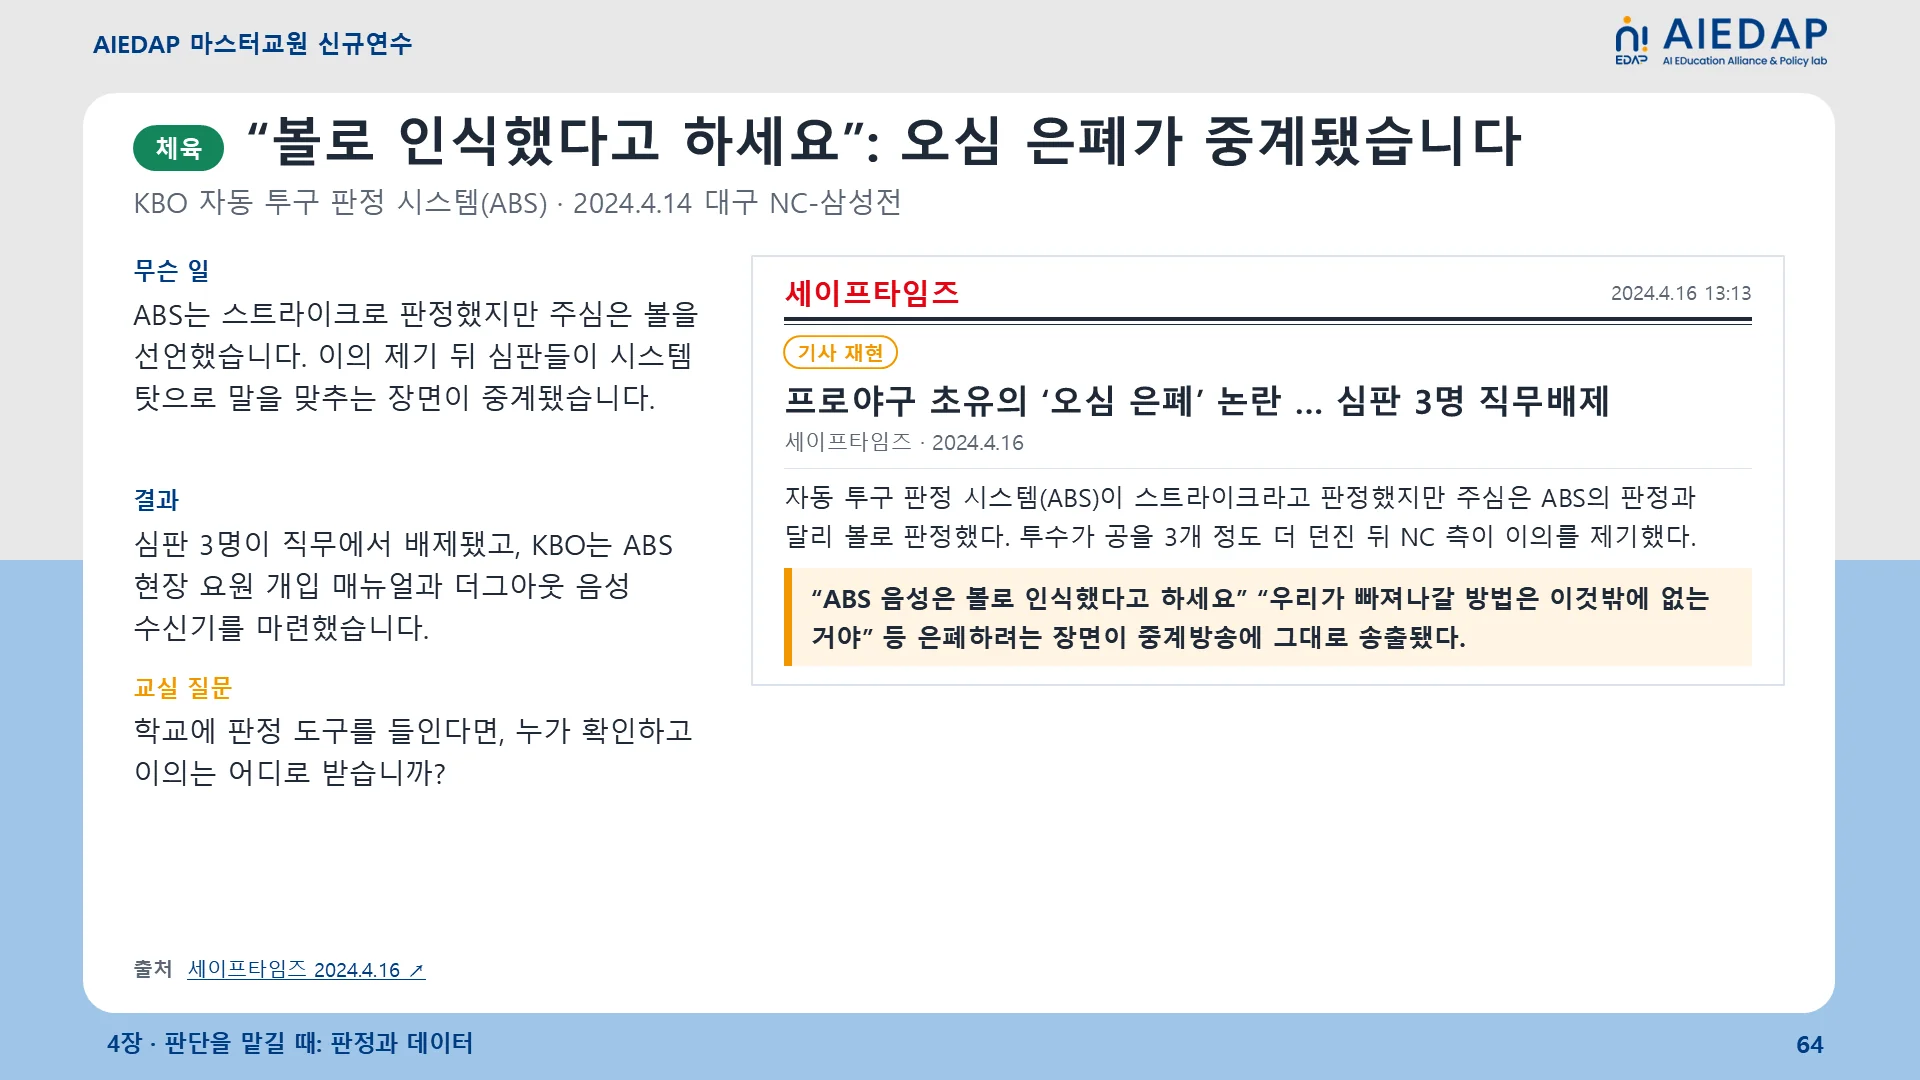 AIEDAP 마스터교원 신규연수
EDAP
AIEDAP
AI EDucation Alliance & Policy lab
체육
“볼로 인식했다고 하세요”: 오심 은폐가 중계됐습니다
KBO 자동 투구 판정 시스템(ABS) · 2024.4.14 대구 NC-삼성전
무슨 일
ABS는 스트라이크로 판정했지만 주심은 볼을
선언했습니다. 이의 제기 뒤 심판들이 시스템
탓으로 말을 맞추는 장면이 중계됐습니다.
결과
심판 3명이 직무에서 배제됐고, KBO는 ABS
현장 요원 개입 매뉴얼과 더그아웃 음성
수신기를 마련했습니다.
교실 질문
학교에 판정 도구를 들인다면, 누가 확인하고
이의는 어디로 받습니까?
세이프타임즈
2024.4.16 13:13
기사 재현
프로야구 초유의 ‘오심 은폐’ 논란 … 심판 3명 직무배제
세이프타임즈 · 2024.4.16
자동 투구 판정 시스템(ABS)이 스트라이크라고 판정했지만 주심은 ABS의 판정과
달리 볼로 판정했다. 투수가 공을 3개 정도 더 던진 뒤 NC 측이 이의를 제기했다.
“ABS 음성은 볼로 인식했다고 하세요” “우리가 빠져나갈 방법은 이것밖에 없는
거야” 등 은폐하려는 장면이 중계방송에 그대로 송출됐다.
출처 세이프타임즈 2024.4.16 ↗
4장 · 판단을 맡길 때: 판정과 데이터
64